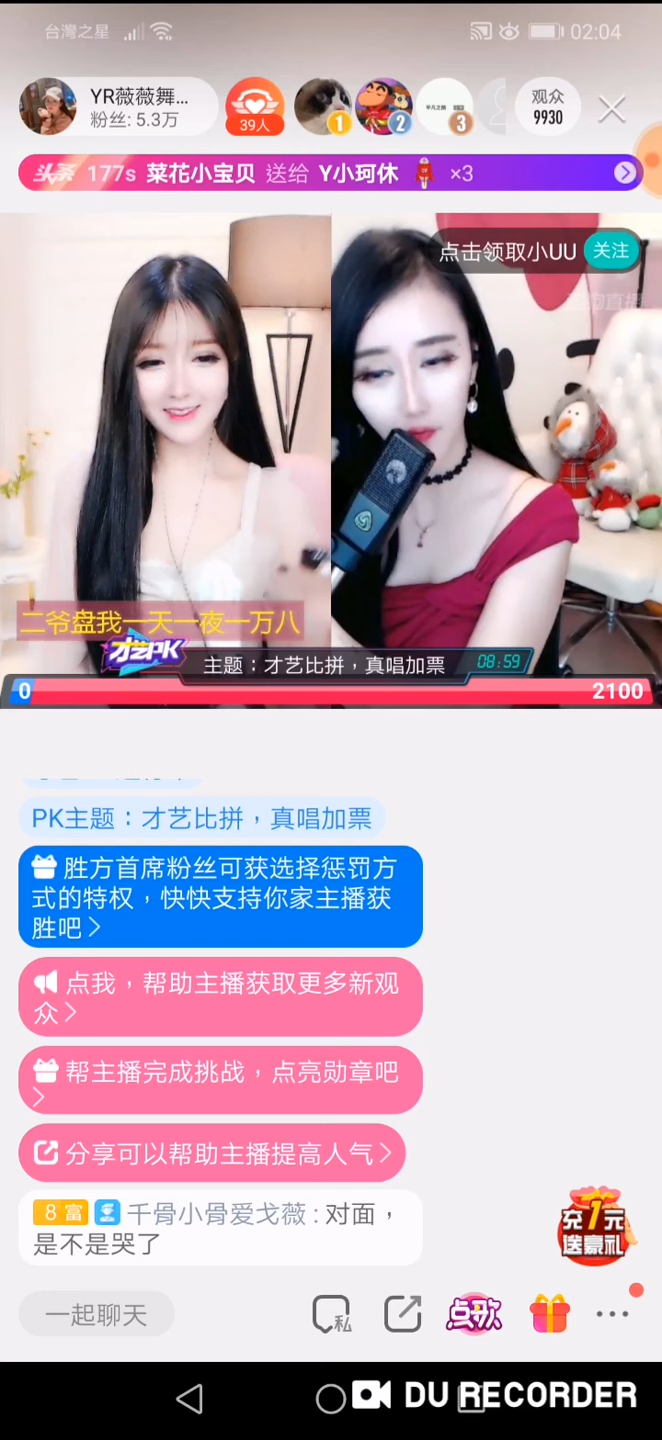 台灣之星
02:04
YR薇薇舞...
粉丝: 5.3万
39人
1
2
3
观众
9930
头条 177s 菜花小宝贝 送给 Y小珂休 ×3
点击领取小UU 关注
二爷盘我一天一夜一万八
才艺PK
主题：才艺比拼，真唱加票 08:59
0 2100
PK主题：才艺比拼，真唱加票
胜方首席粉丝可获选择惩罚方
式的特权，快快支持你家主播获
胜吧
点我，帮助主播获取更多新观
众
帮主播完成挑战，点亮勋章吧
分享可以帮助主播提高人气
8 富 千骨小骨爱戈薇 : 对面，
是不是哭了
充1元
送豪礼
一起聊天
私
点歌
DU RECORDER